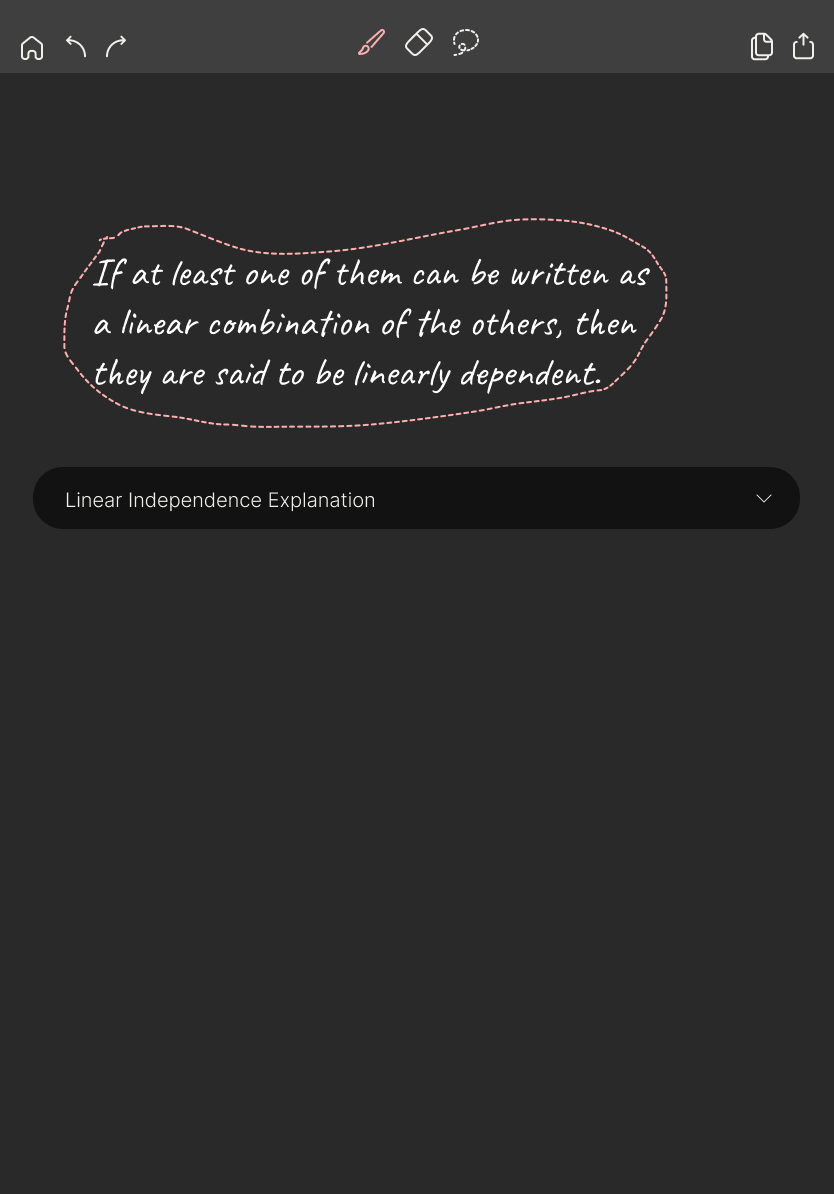 If at least one of them can be written as
a linear combination of the others, then
they are said to be linearly dependent.
Linear Independence Explanation